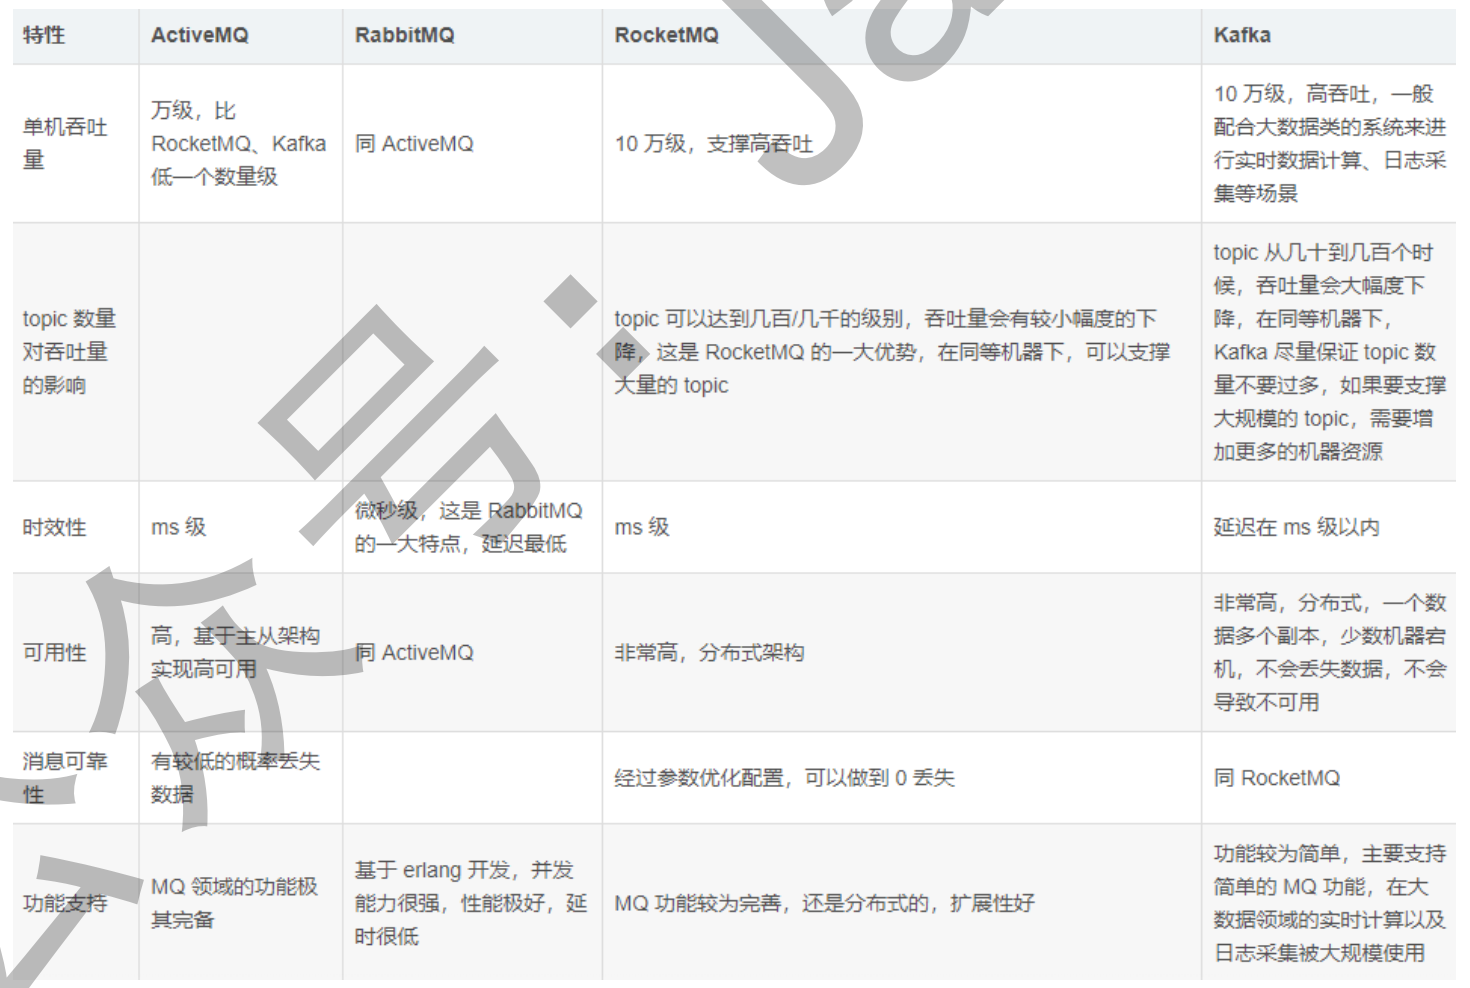 特性
ActiveMQ
RabbitMQ
RocketMQ
Kafka
单机吞吐
量
万级，比
RocketMQ、Kafka
低一个数量级
同 ActiveMQ
10 万级，支撑高吞吐
10 万级，高吞吐，一般
配合大数据类的系统来进
行实时数据计算、日志采
集等场景
topic 数量
对吞吐量
的影响
topic 可以达到几百/几千的级别，吞吐量会有较小幅度的下
降，这是 RocketMQ 的一大优势，在同等机器下，可以支撑
大量的 topic
topic 从几十到几百个时
候，吞吐量会大幅度下
降，在同等机器下，
Kafka 尽量保证 topic 数
量不要过多，如果要支撑
大规模的 topic，需要增
加更多的机器资源
时效性
ms 级
微秒级，这是 RabbitMQ
的一大特点，延迟最低
ms 级
延迟在 ms 级以内
可用性
高，基于主从架构
实现高可用
同 ActiveMQ
非常高，分布式架构
非常高，分布式，一个数
据多个副本，少数机器宕
机，不会丢失数据，不会
导致不可用
消息可靠
性
有较低的概率丢失
数据
经过参数优化配置，可以做到 0 丢失
同 RocketMQ
功能支持
MQ 领域的功能极
其完备
基于 erlang 开发，并发
能力很强，性能极好，延
时很低
MQ 功能较为完善，还是分布式的，扩展性好
功能较为简单，主要支持
简单的 MQ 功能，在大
数据领域的实时计算以及
日志采集被大规模使用
公众号：Ja